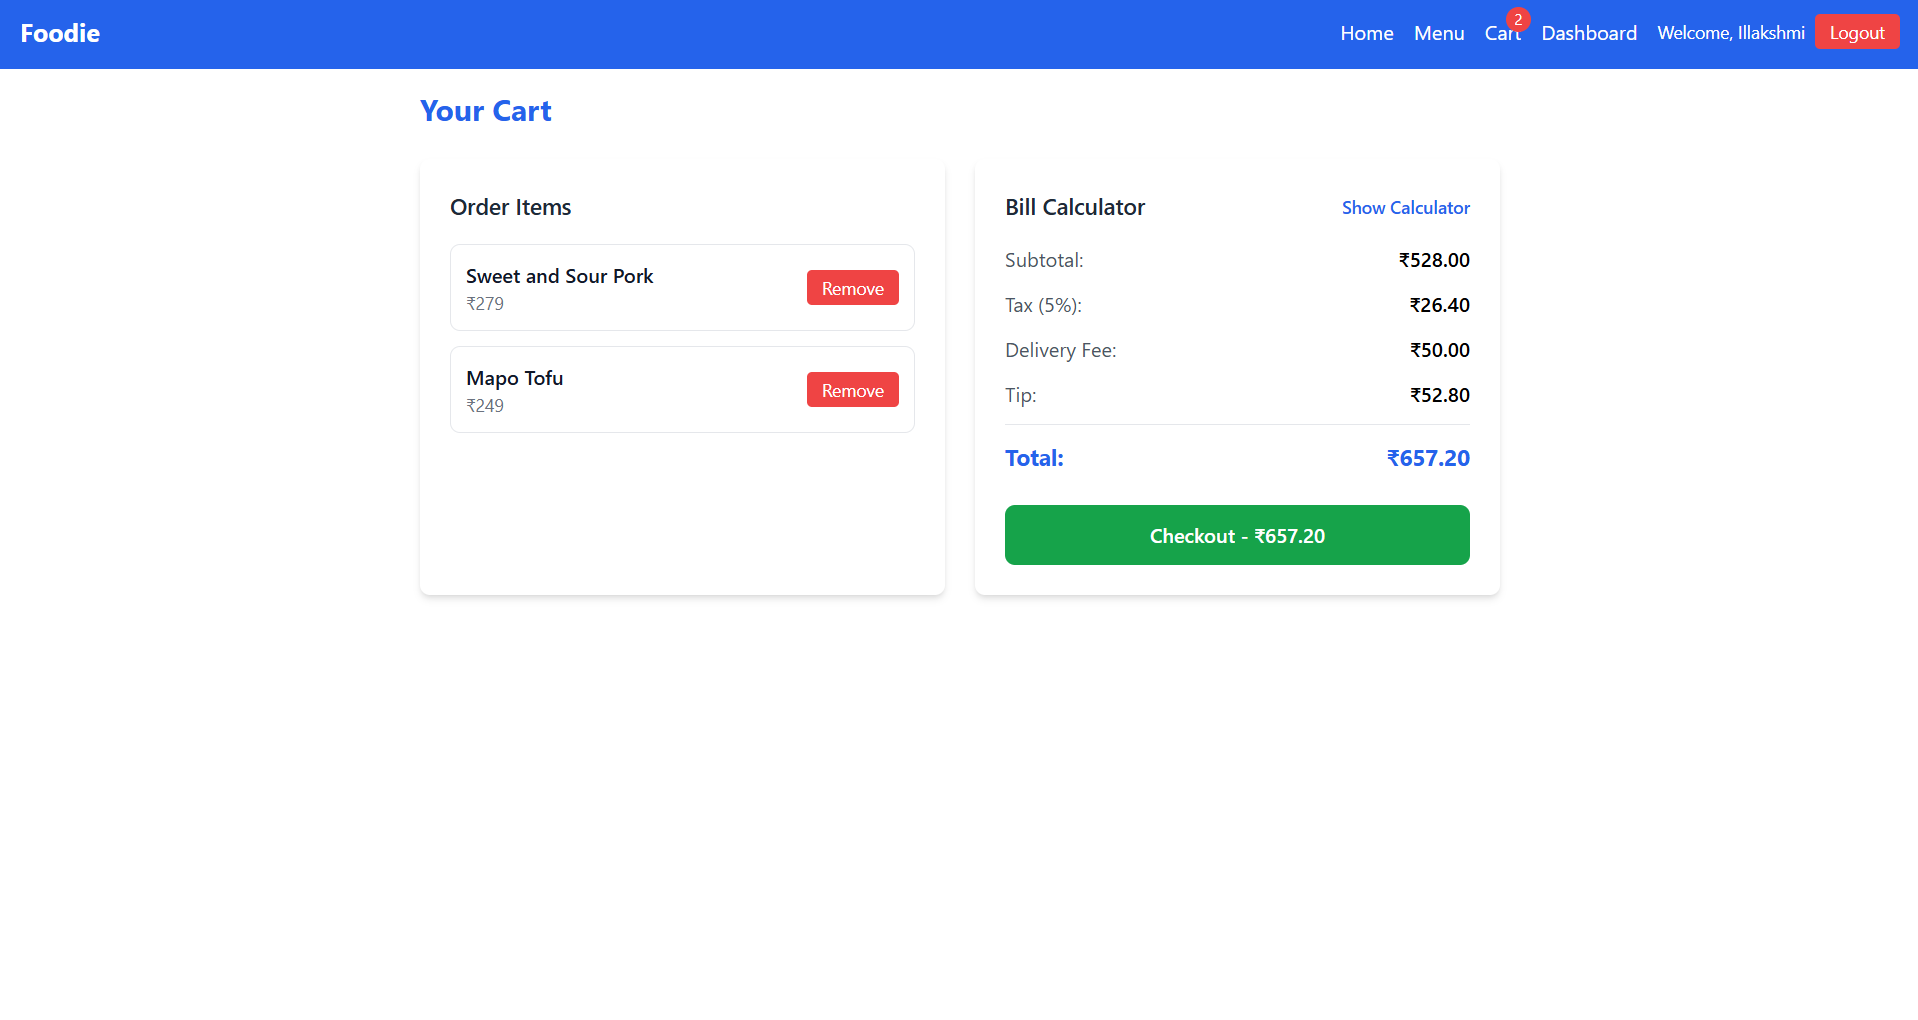 Foodie
Home Menu Cart 2 Dashboard Welcome, Illakshmi Logout
Your Cart
Order Items
Sweet and Sour Pork
₹279
Remove
Mapo Tofu
₹249
Remove
Bill Calculator Show Calculator
Subtotal: ₹528.00
Tax (5%): ₹26.40
Delivery Fee: ₹50.00
Tip: ₹52.80
Total: ₹657.20
Checkout - ₹657.20